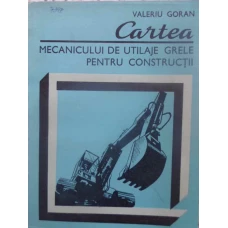 VALERIU GORAN
Cartea
MECANICULUI DE UTILAJE GRELE
PENTRU CONSTRUCȚII